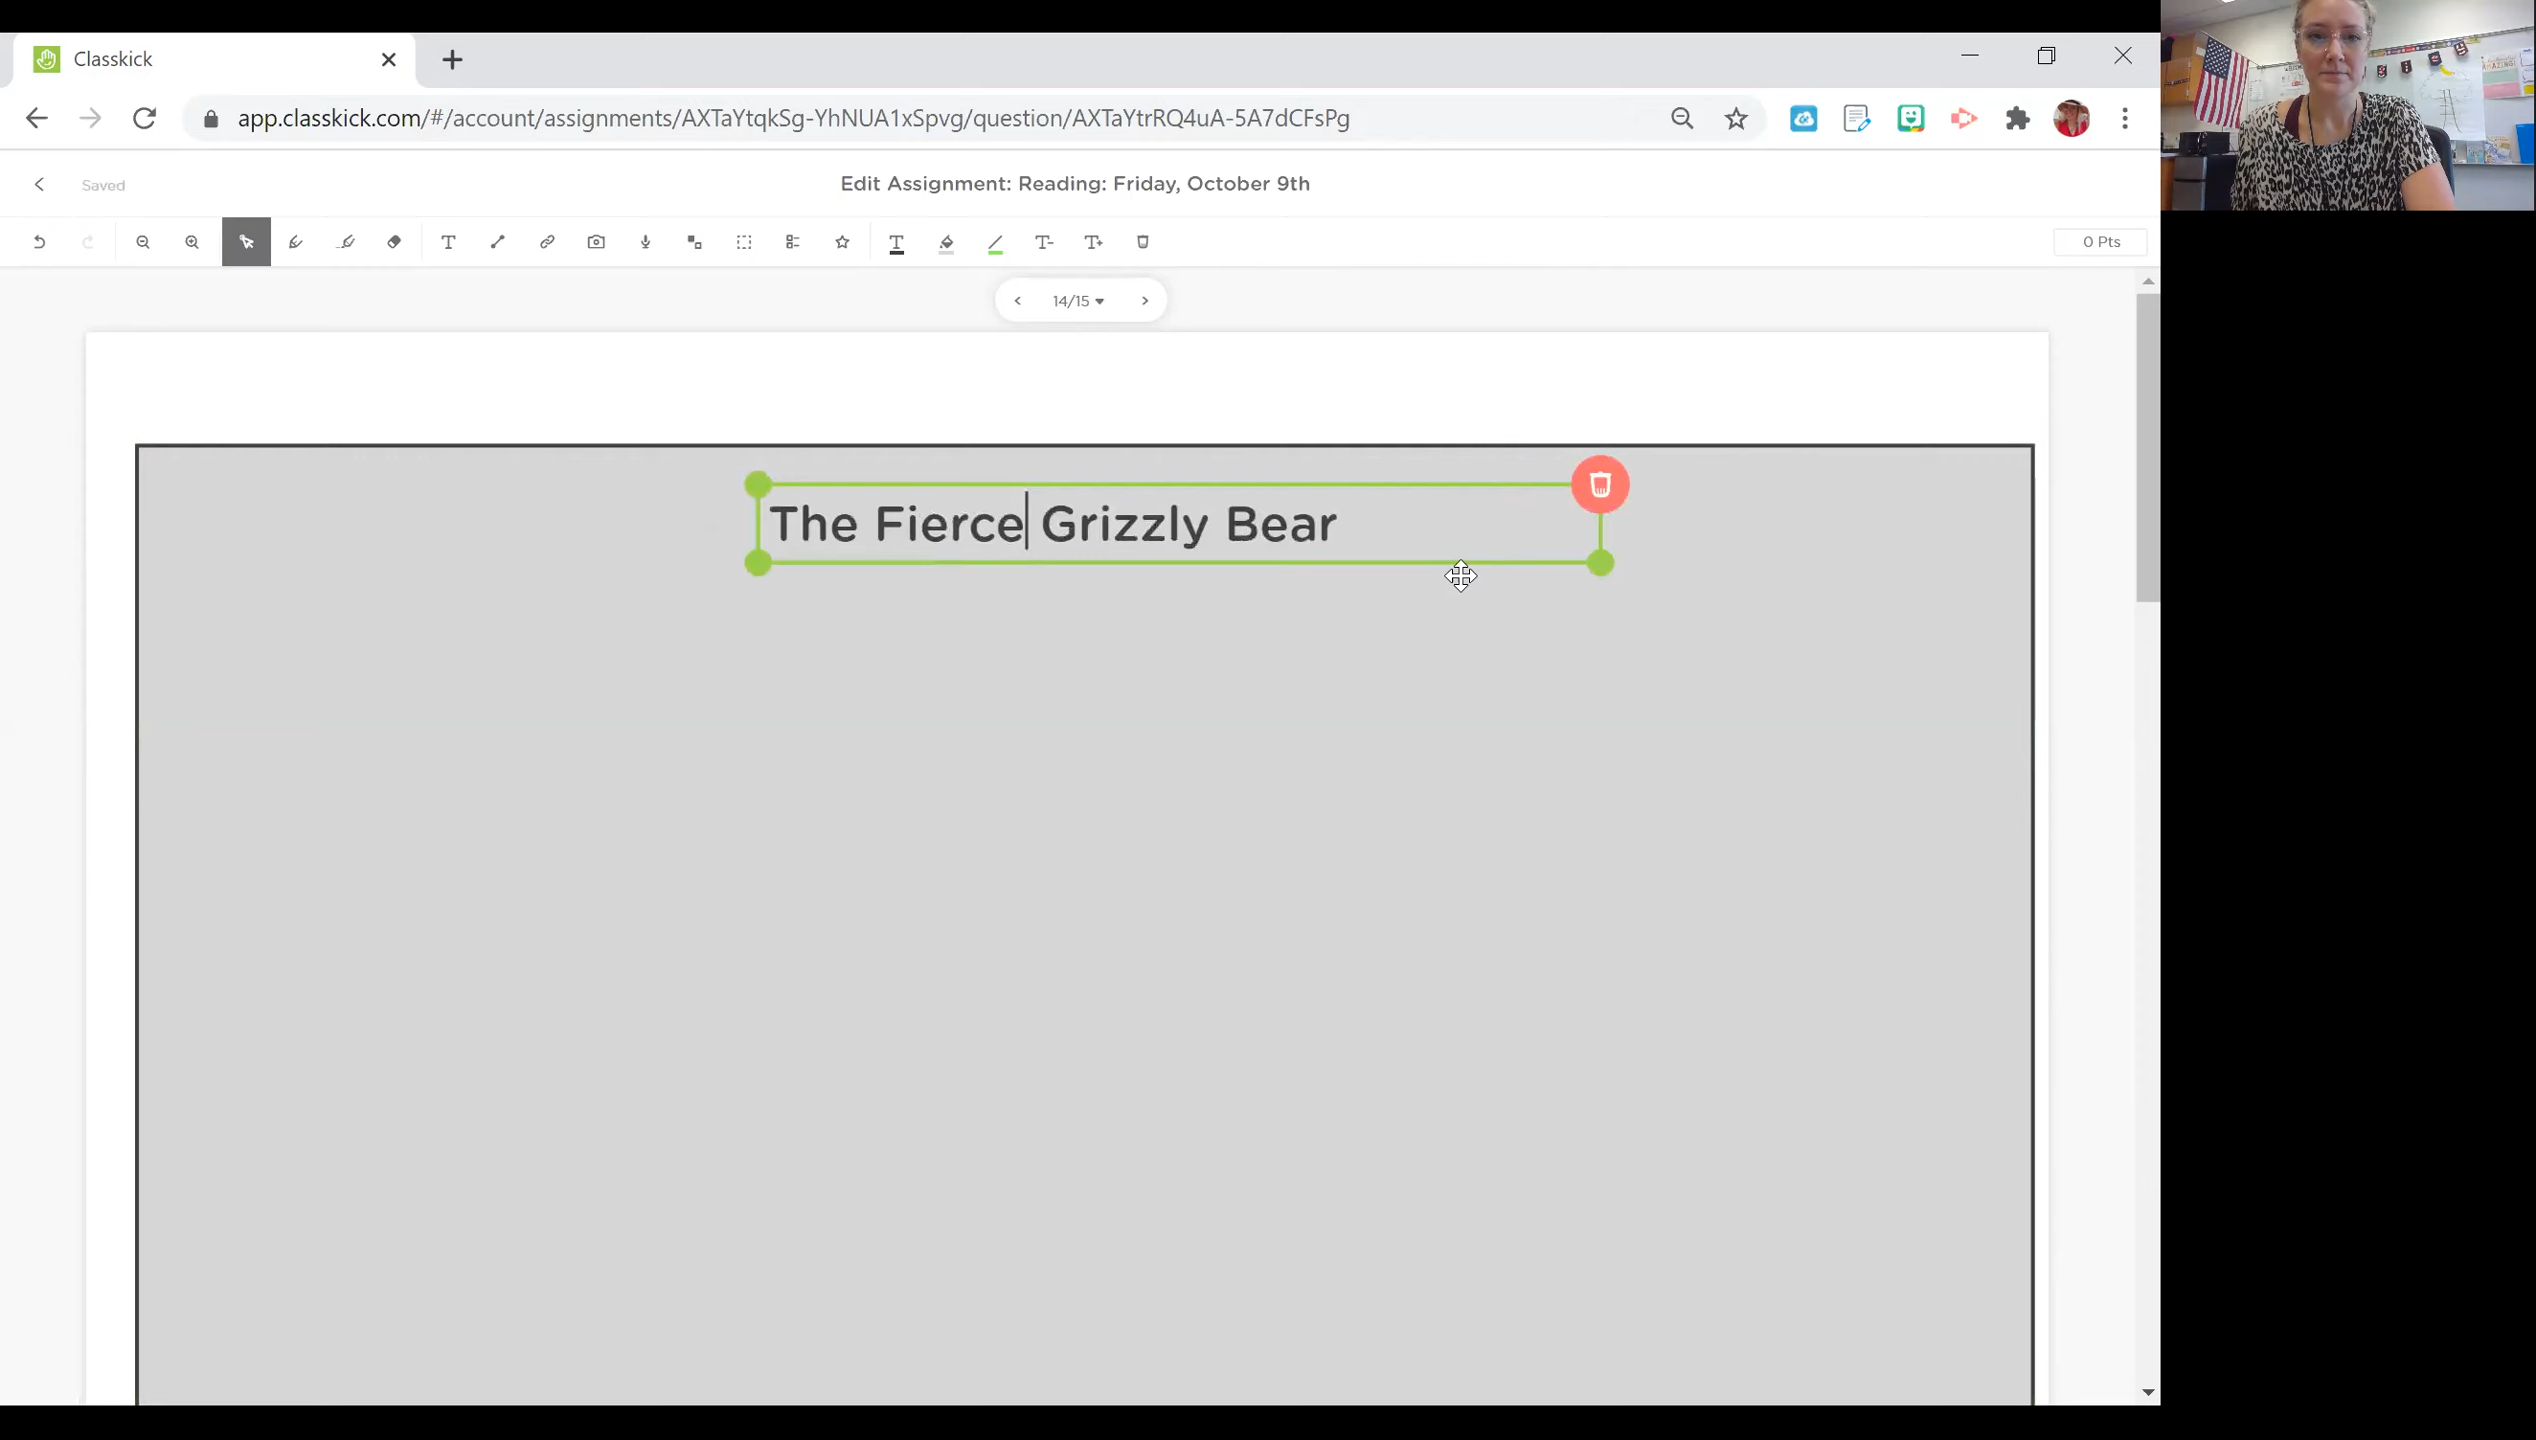 Classkick
app.classkick.com/#/account/assignments/AXTaYtqkSg-YhNUA1xSpvg/question/AXTaYtrRQ4uA-5A7dCFsPg
Saved
Edit Assignment: Reading: Friday, October 9th
0 Pts
14/15
The Fierce Grizzly Bear
AMAZING!